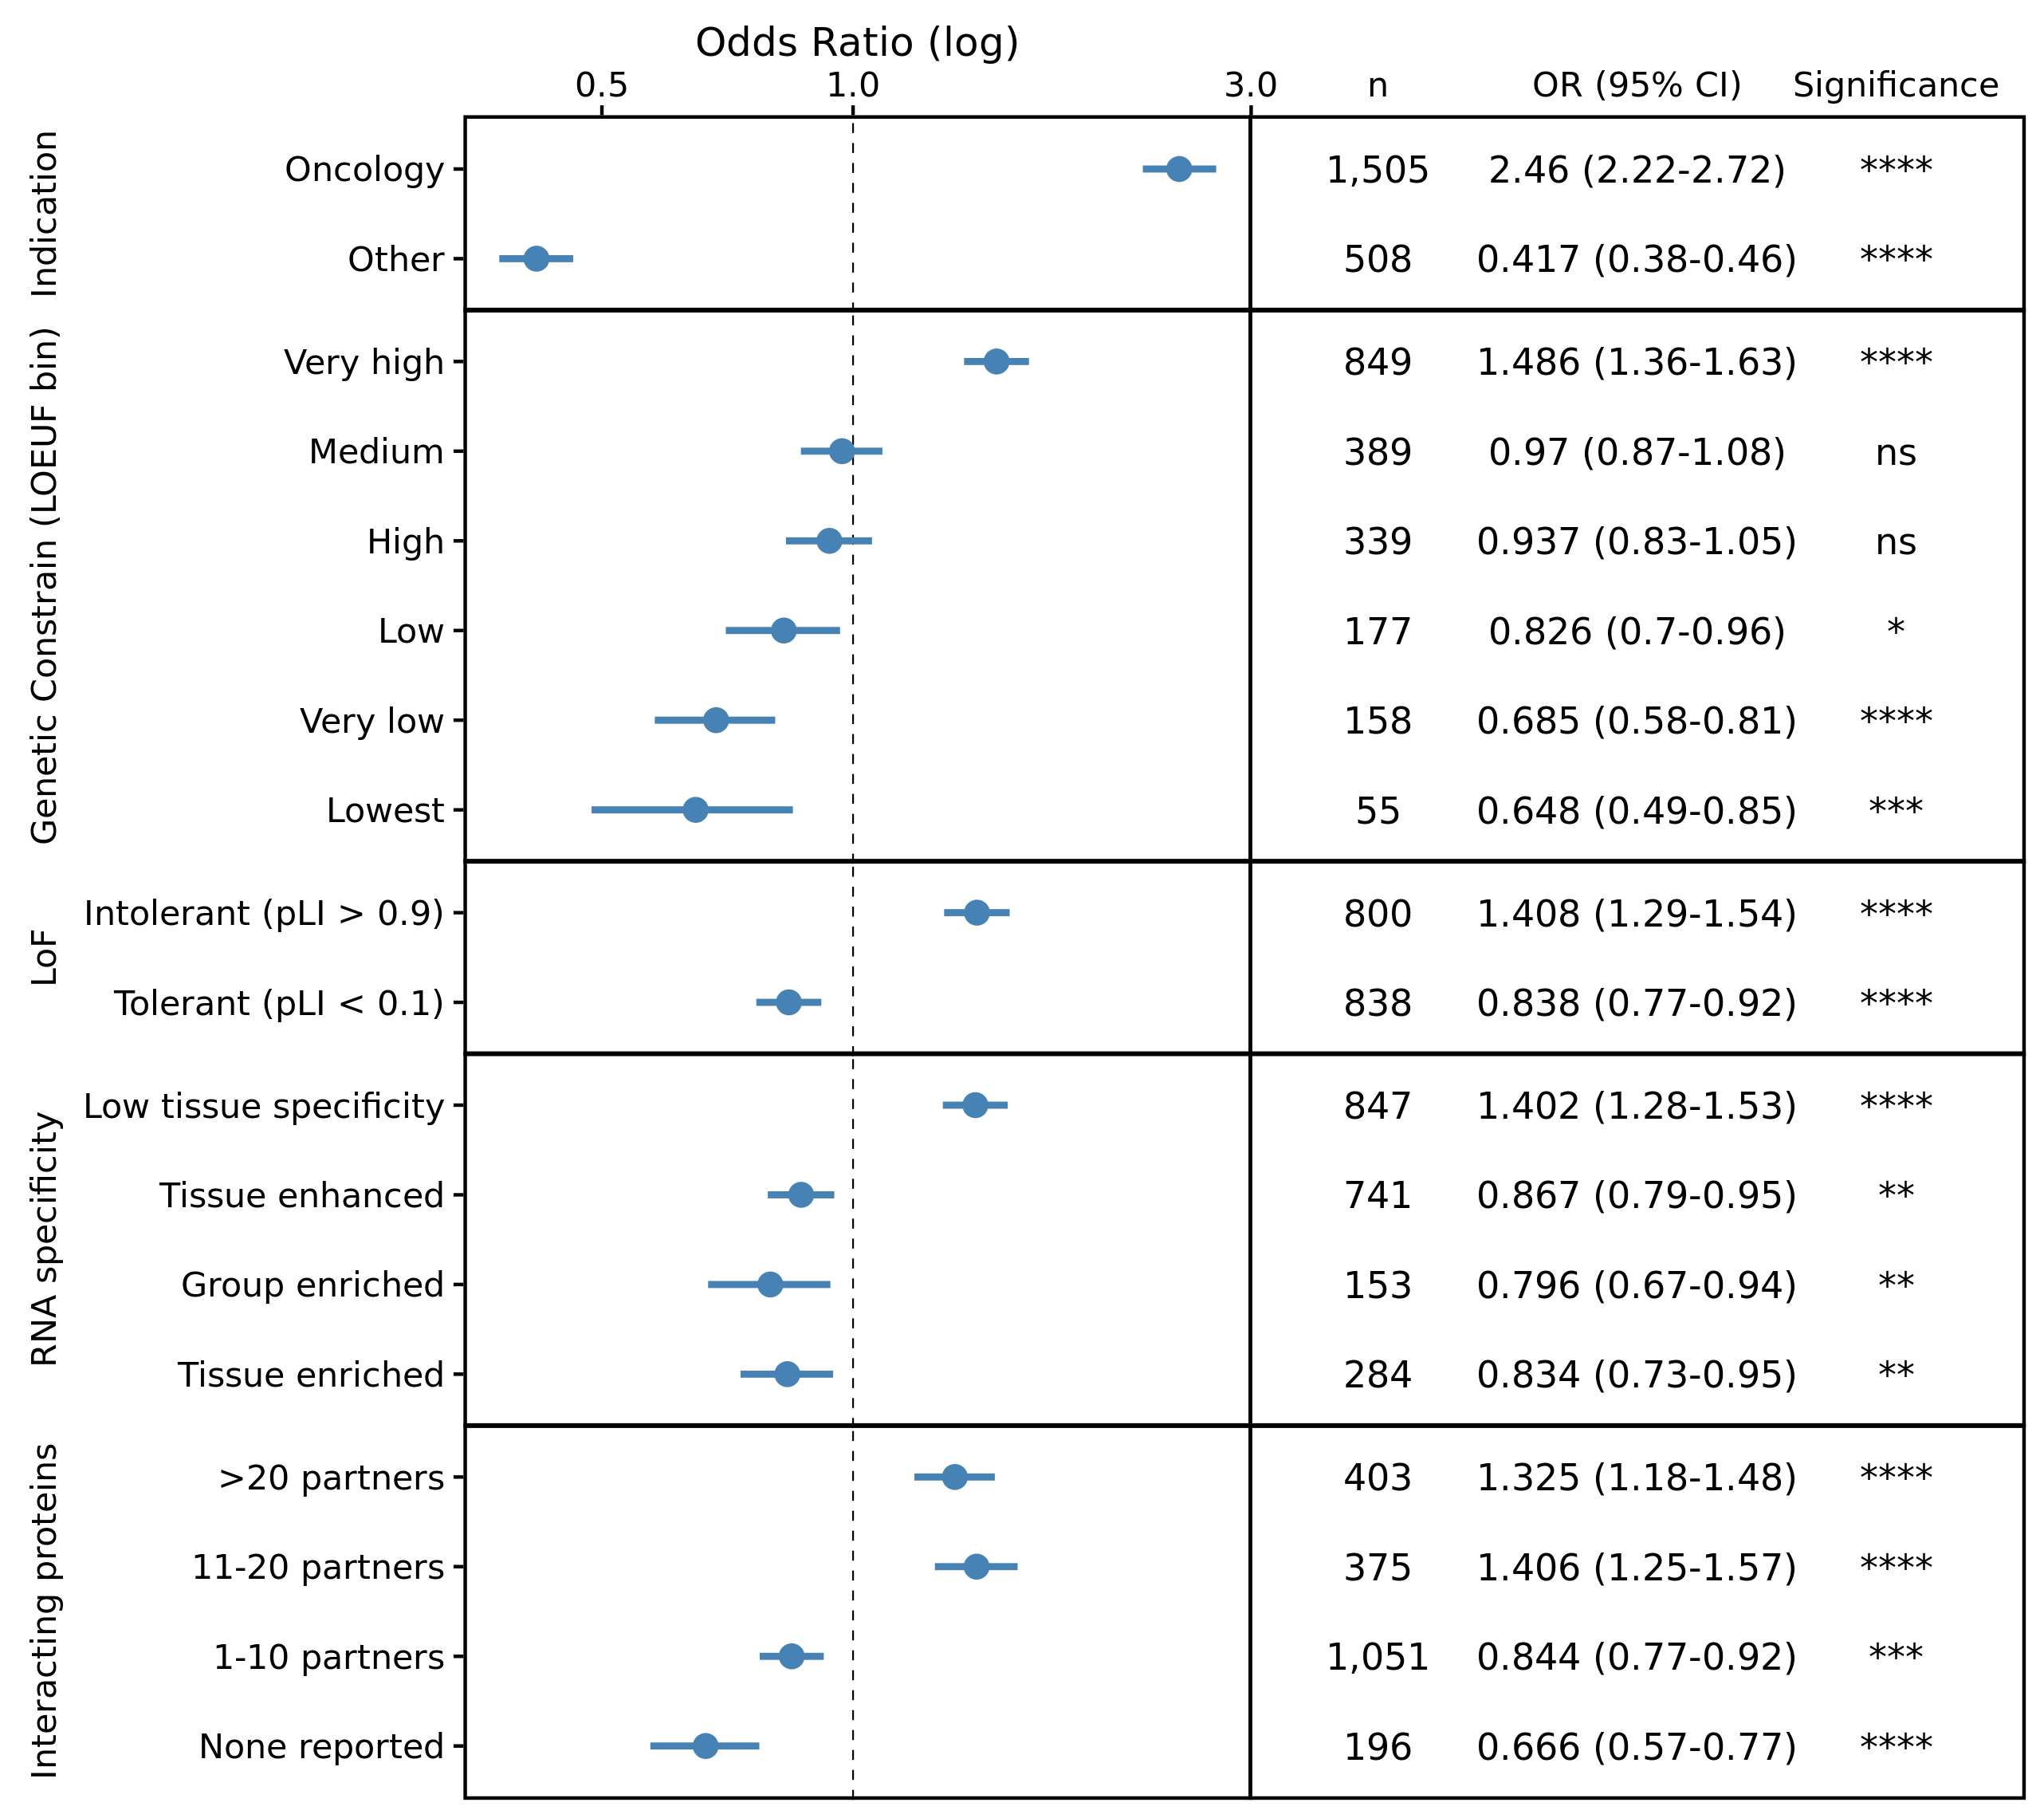 Odds Ratio (log)
0.5 1.0 3.0 n OR (95% CI) Significance
Indication
Oncology 1,505 2.46 (2.22-2.72) ****
Other 508 0.417 (0.38-0.46) ****
Genetic Constrain (LOEUF bin)
Very high 849 1.486 (1.36-1.63) ****
Medium 389 0.97 (0.87-1.08) ns
High 339 0.937 (0.83-1.05) ns
Low 177 0.826 (0.7-0.96) *
Very low 158 0.685 (0.58-0.81) ****
Lowest 55 0.648 (0.49-0.85) ***
LoF
Intolerant (pLI > 0.9) 800 1.408 (1.29-1.54) ****
Tolerant (pLI < 0.1) 838 0.838 (0.77-0.92) ****
RNA specificity
Low tissue specificity 847 1.402 (1.28-1.53) ****
Tissue enhanced 741 0.867 (0.79-0.95) **
Group enriched 153 0.796 (0.67-0.94) **
Tissue enriched 284 0.834 (0.73-0.95) **
Interacting proteins
>20 partners 403 1.325 (1.18-1.48) ****
11-20 partners 375 1.406 (1.25-1.57) ****
1-10 partners 1,051 0.844 (0.77-0.92) ***
None reported 196 0.666 (0.57-0.77) ****